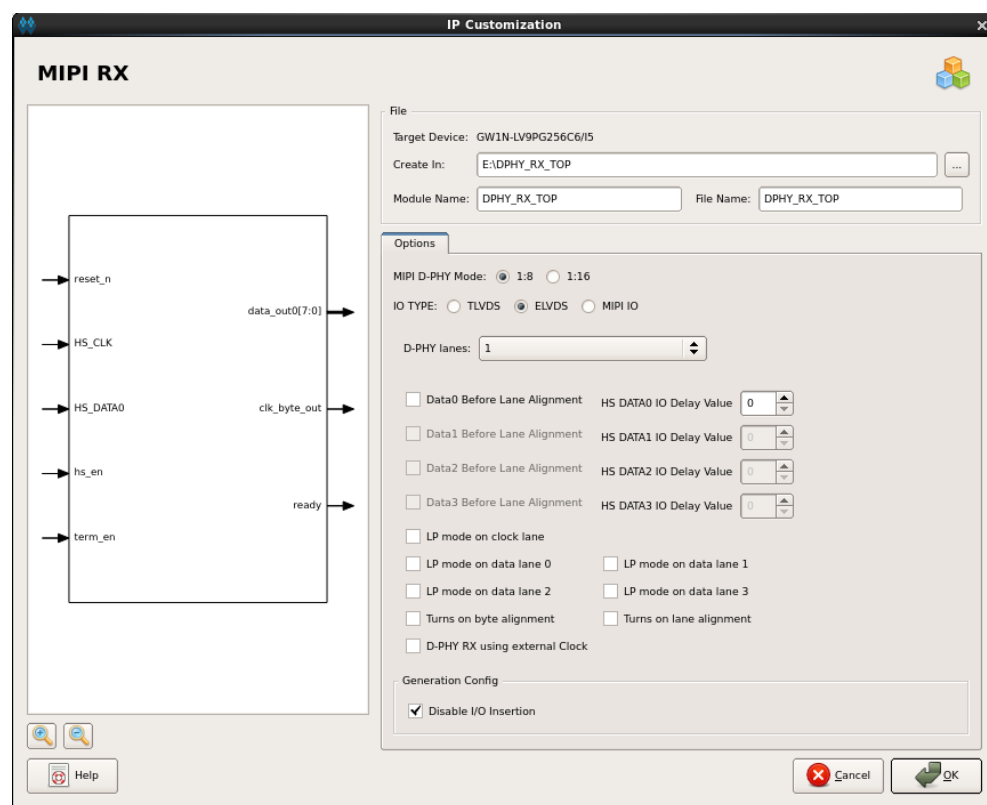 IP Customization
MIPI RX
reset_n
HS_CLK
HS_DATA0
hs_en
term_en
data_out0[7:0]
clk_byte_out
ready
Help
File
Target Device: GW1N-LV9PG256C6/I5
Create In: E:\DPHY_RX_TOP ...
Module Name: DPHY_RX_TOP File Name: DPHY_RX_TOP
Options
MIPI D-PHY Mode: 1:8 1:16
IO TYPE: TLVDS ELVDS MIPI IO
D-PHY lanes: 1
Data0 Before Lane Alignment HS DATA0 IO Delay Value 0
Data1 Before Lane Alignment HS DATA1 IO Delay Value 0
Data2 Before Lane Alignment HS DATA2 IO Delay Value 0
Data3 Before Lane Alignment HS DATA3 IO Delay Value 0
LP mode on clock lane
LP mode on data lane 0 LP mode on data lane 1
LP mode on data lane 2 LP mode on data lane 3
Turns on byte alignment Turns on lane alignment
D-PHY RX using external Clock
Generation Config
Disable I/O Insertion
Cancel OK